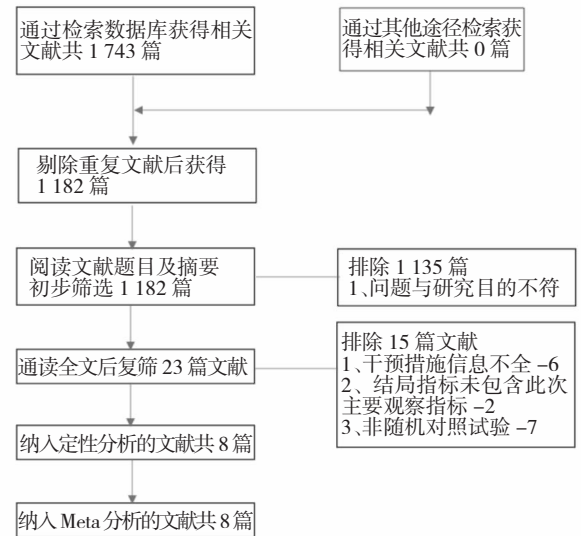 通过检索数据库获得相关
文献共 1 743 篇
通过其他途径检索获
得相关文献共 0 篇
剔除重复文献后获得
1 182 篇
阅读文献题目及摘要
初步筛选 1 182 篇
排除 1 135 篇
1、问题与研究目的不符
通读全文后复筛 23 篇文献
排除 15 篇文献
1、干预措施信息不全 –6
2、结局指标未包含此次
主要观察指标 –2
3、非随机对照试验 –7
纳入定性分析的文献共 8 篇
纳入 Meta 分析的文献共 8 篇